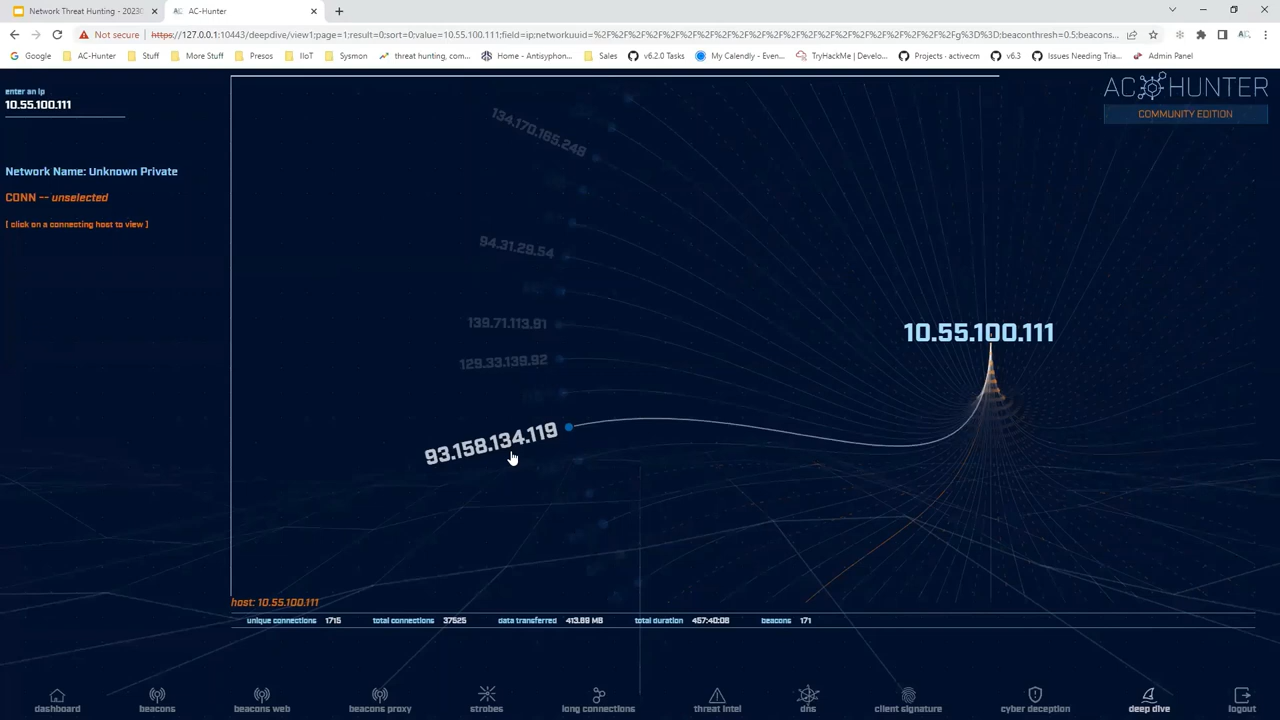 Network Threat Hunting - 20230
AC-Hunter
Not secure
https://127.0.0.1:10443/deepdive/view1:page=1:result=0:sort=0:value=10.55.100.111:field=ip:networkuuid=%2F%2F%2F%2F%2F%2F%2F%2F%2F%2F%2F%2F%2F%2F%2F%2F%2F%2F%2F%2Fg%3D%3D:beaconthresh=0.5:beacons...
Google
AC-Hunter
Stuff
More Stuff
Presos
IIoT
Sysmon
threat hunting, com...
Home - Antisyphon...
Sales
v6.2.0 Tasks
My Calendly - Even...
TryHackMe | Develo...
Projects · activecm
v6.3
Issues Needing Tria...
Admin Panel
enter an ip
10.55.100.111
AC HUNTER
COMMUNITY EDITION
Network Name: Unknown Private
CONN -- unselected
[ click on a connecting host to view ]
134.170.165.248
94.31.29.54
139.71.113.91
129.33.139.92
93.158.134.119
10.55.100.111
host: 10.55.100.111
unique connections 1715 total connections 37525 data transferred 413.69 MB total duration 457:40:08 beacons 171
dashboard
beacons
beacons web
beacons proxy
strobes
long connections
threat intel
dns
client signature
cyber deception
deep dive
logout